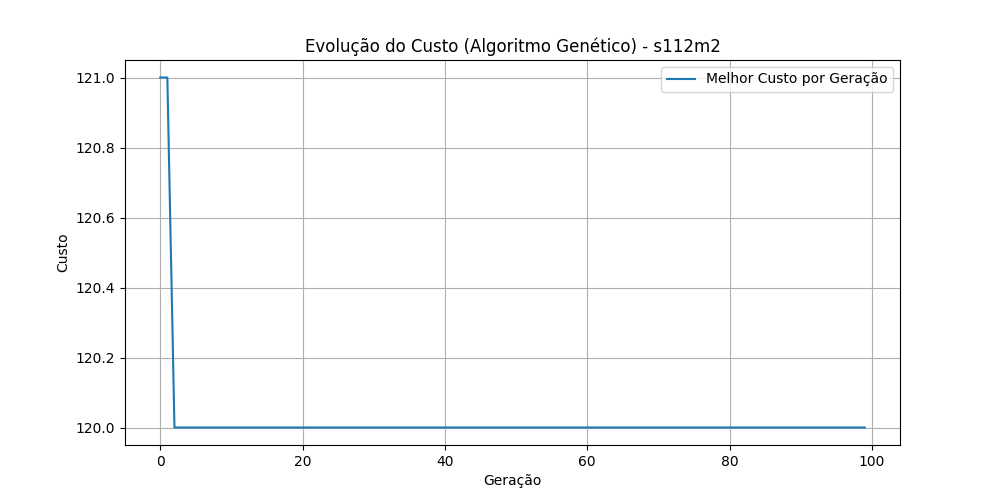 Evolução do Custo (Algoritmo Genético) - s112m2
Melhor Custo por Geração
121.0
120.8
120.6
120.4
120.2
120.0
Custo
0 20 40 60 80 100
Geração